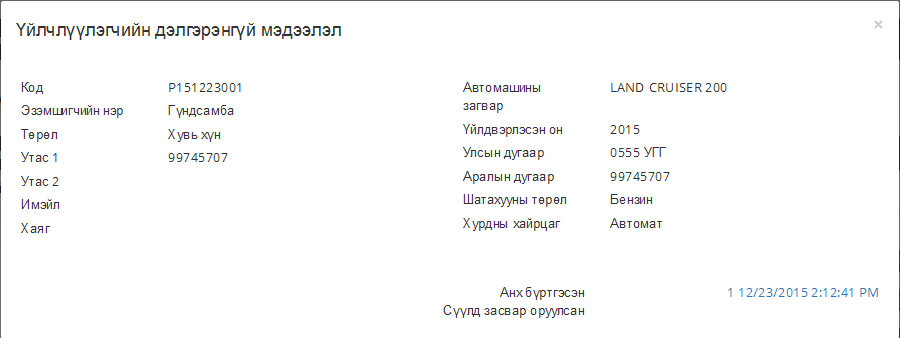 Үйлчлүүлэгчийн дэлгэрэнгүй мэдээлэл ×
Код P151223001
Эзэмшигчийн нэр Гүндсамба
Төрөл Хувь хүн
Утас 1 99745707
Утас 2
Имэйл
Хаяг
Автомашины LAND CRUISER 200
загвар
Үйлдвэрлэсэн он 2015
Улсын дугаар 0555 УГГ
Аралын дугаар 99745707
Шатахууны төрөл Бензин
Хурдны хайрцаг Автомат
Анх бүртгэсэн 1 12/23/2015 2:12:41 PM
Сүүлд засвар оруулсан